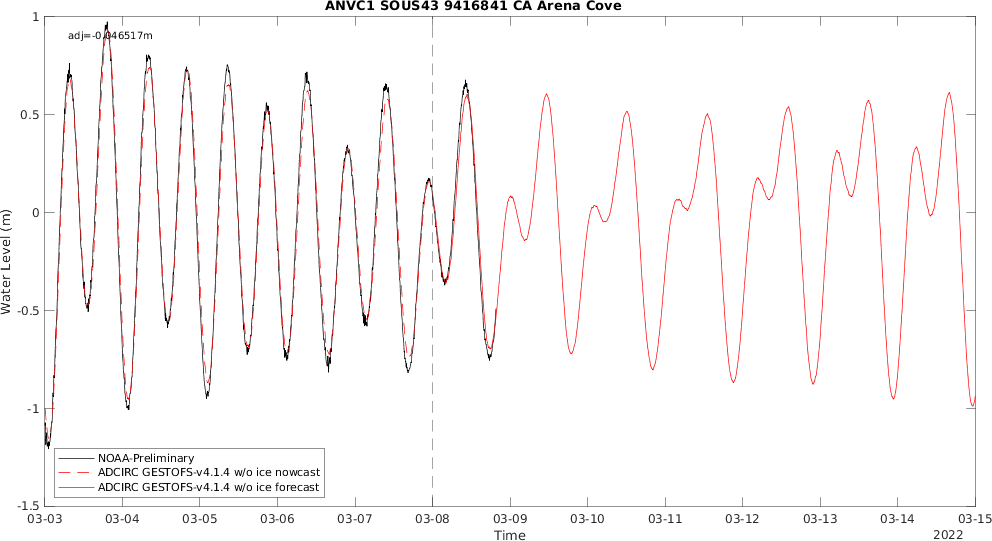 ANVC1 SOUS43 9416841 CA Arena Cove
adj=-0.046517m
Water Level (m)
1
0.5
0
-0.5
-1
-1.5
NOAA-Preliminary
ADCIRC GESTOFS-v4.1.4 w/o ice nowcast
ADCIRC GESTOFS-v4.1.4 w/o ice forecast
03-03 03-04 03-05 03-06 03-07 03-08 03-09 03-10 03-11 03-12 03-13 03-14 03-15
Time
2022